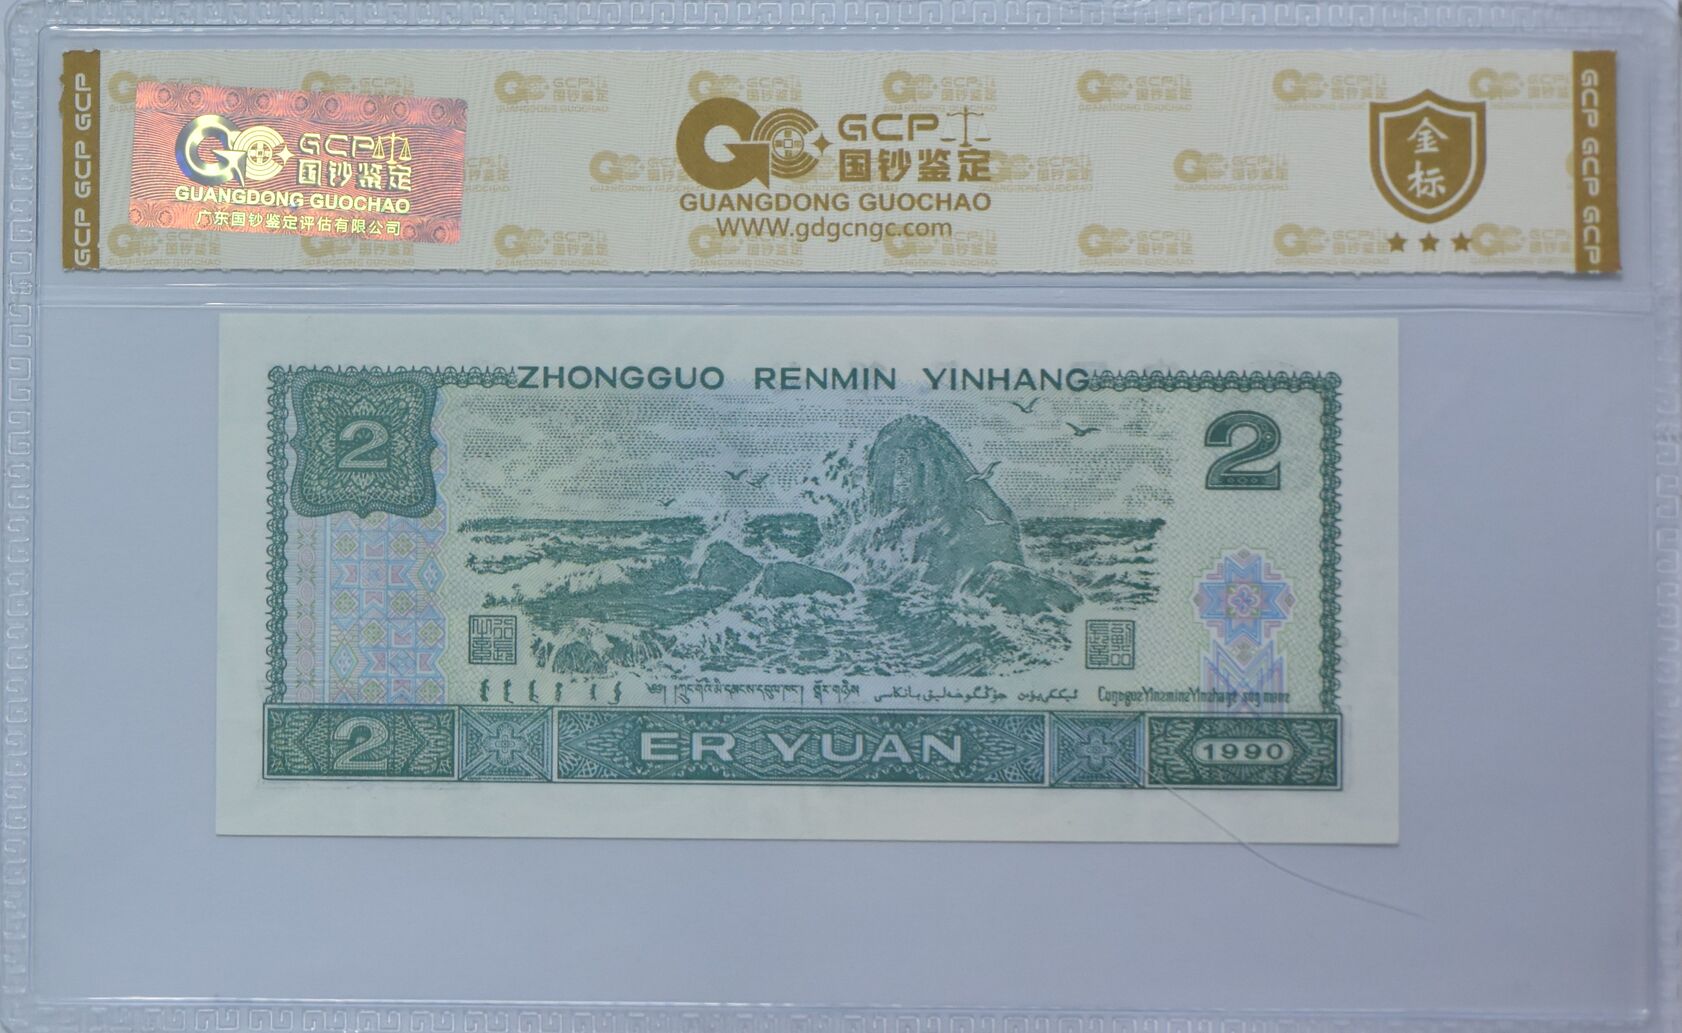 GCP GCP GCP
GCP
国钞鉴定
GUANGDONG GUOCHAO
广东国钞鉴定评估有限公司
GCP
国钞鉴定
GUANGDONG GUOCHAO
WWW.gdgcngc.com
金标
GCP GCP GCP
ZHONGGUO RENMIN YINHANG
2
2
2
ER YUAN
1990